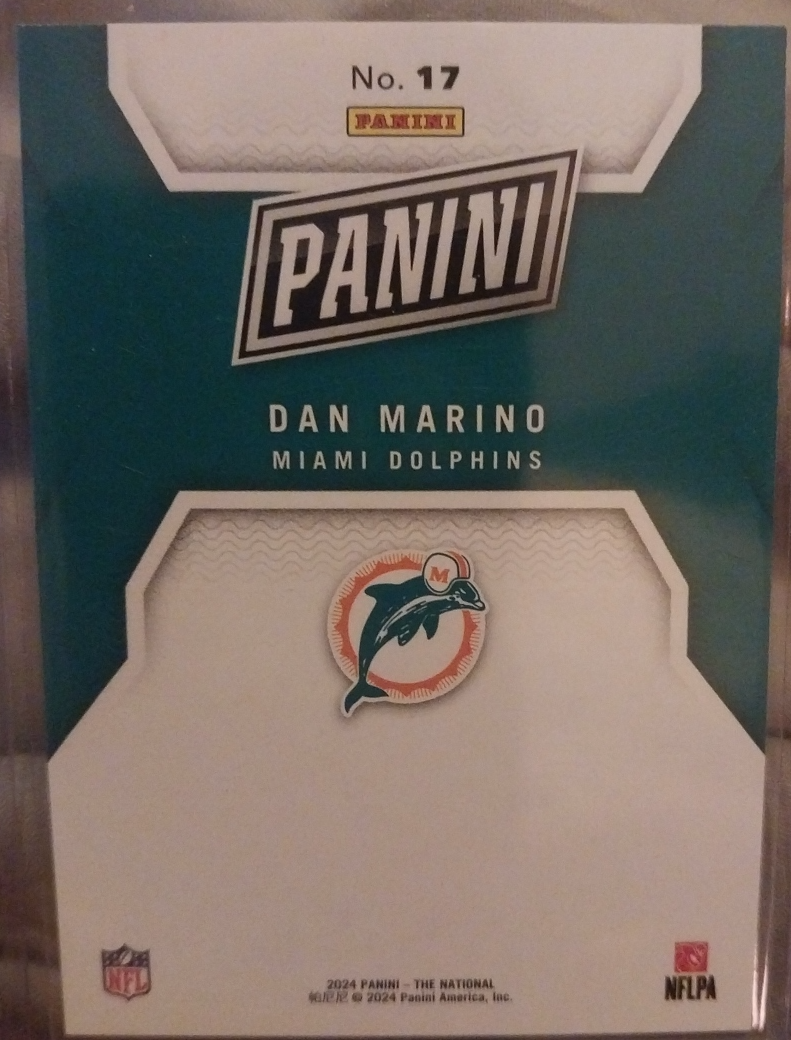 No. 17
PANINI
PANINI
DAN MARINO
MIAMI DOLPHINS
M
NFL
2024 PANINI – THE NATIONAL
帕尼尼 © 2024 Panini America, Inc.
NFLPA